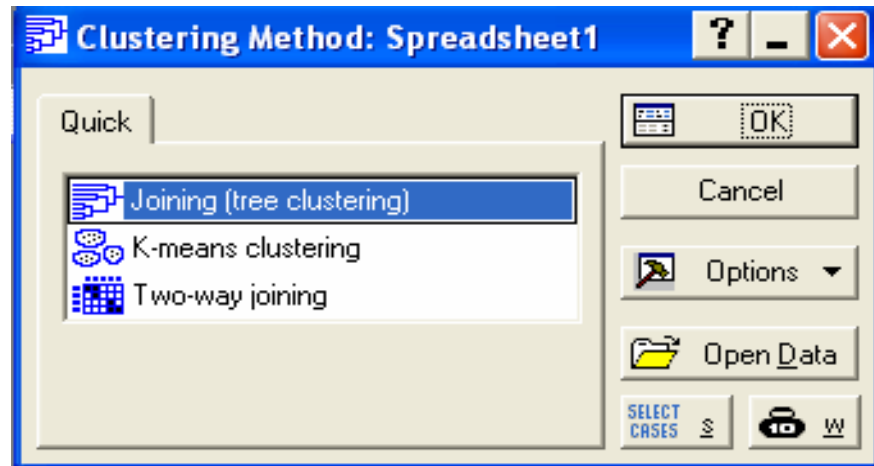 Clustering Method: Spreadsheet1
Quick
Joining (tree clustering)
K-means clustering
Two-way joining
OK
Cancel
Options
Open Data
SELECT CASES S
10 W